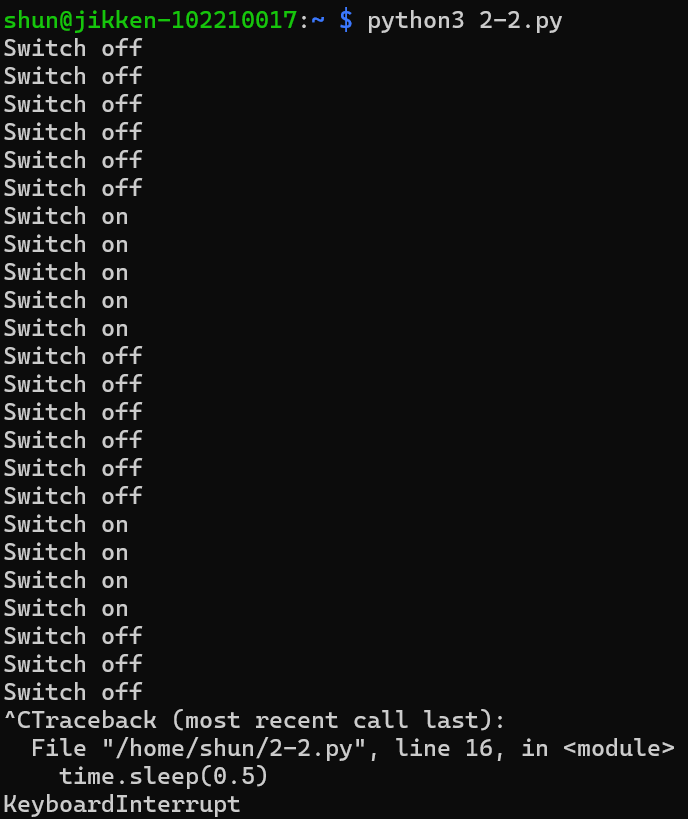 shun@jikken-102210017:~ $ python3 2-2.py
Switch off
Switch off
Switch off
Switch off
Switch off
Switch off
Switch on
Switch on
Switch on
Switch on
Switch on
Switch off
Switch off
Switch off
Switch off
Switch off
Switch off
Switch on
Switch on
Switch on
Switch on
Switch off
Switch off
Switch off
^CTraceback (most recent call last):
  File "/home/shun/2-2.py", line 16, in <module>
    time.sleep(0.5)
KeyboardInterrupt